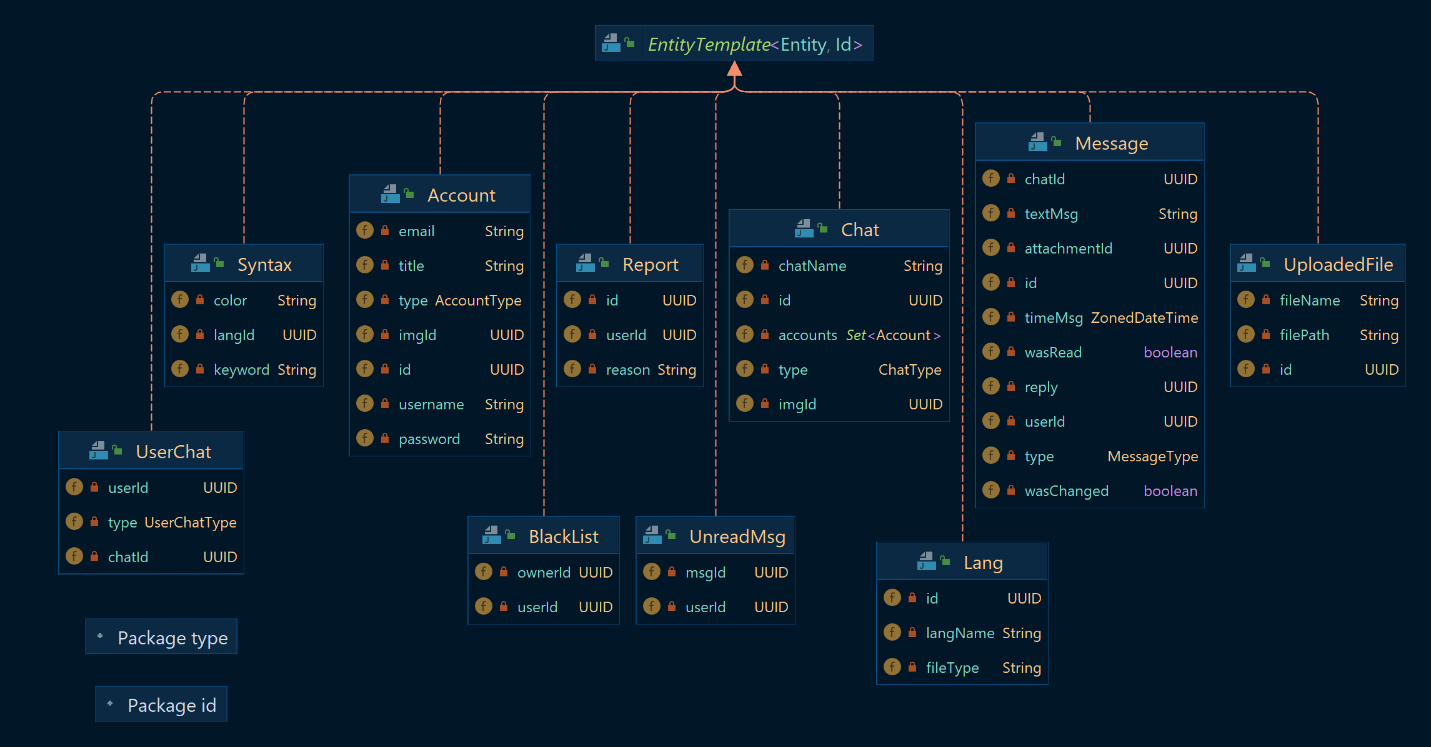 EntityTemplate<Entity, Id>
Message
chatId UUID
textMsg String
attachmentId UUID
id UUID
timeMsg ZonedDateTime
wasRead boolean
reply UUID
userId UUID
type MessageType
wasChanged boolean
Account
email String
title String
type AccountType
imgId UUID
id UUID
username String
password String
Chat
chatName String
id UUID
accounts Set<Account>
type ChatType
imgId UUID
Syntax
color String
langId UUID
keyword String
Report
id UUID
userId UUID
reason String
UploadedFile
fileName String
filePath String
id UUID
UserChat
userId UUID
type UserChatType
chatId UUID
BlackList
ownerId UUID
userId UUID
UnreadMsg
msgId UUID
userId UUID
Lang
id UUID
langName String
fileType String
Package type
Package id